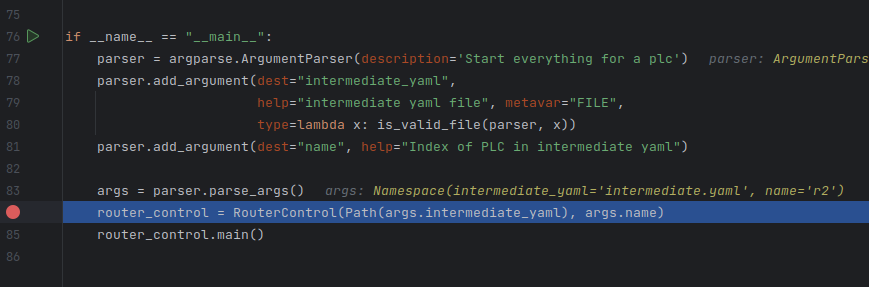 75
76 if __name__ == "__main__":
77 parser = argparse.ArgumentParser(description='Start everything for a plc') parser: ArgumentPars
78 parser.add_argument(dest="intermediate_yaml",
79 help="intermediate yaml file", metavar="FILE",
80 type=lambda x: is_valid_file(parser, x))
81 parser.add_argument(dest="name", help="Index of PLC in intermediate yaml")
82
83 args = parser.parse_args() args: Namespace(intermediate_yaml='intermediate.yaml', name='r2')
router_control = RouterControl(Path(args.intermediate_yaml), args.name)
85 router_control.main()
86